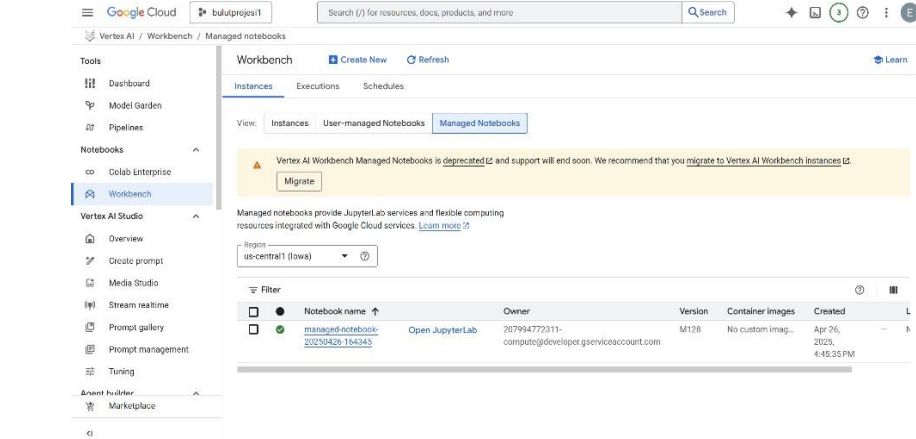 Google Cloud
bulutprojesi1
Search (/) for resources, docs, products, and more
Search
3
E
Vertex AI / Workbench / Managed notebooks
Tools
Dashboard
Model Garden
Pipelines
Notebooks
Colab Enterprise
Workbench
Vertex AI Studio
Overview
Create prompt
Media Studio
Stream realtime
Prompt gallery
Prompt management
Tuning
Agent builder
Marketplace
Workbench
Create New
Refresh
Learn
Instances Executions Schedules
View: Instances User-managed Notebooks Managed Notebooks
Vertex AI Workbench Managed Notebooks is deprecated and support will end soon. We recommend that you migrate to Vertex AI Workbench instances.
Migrate
Managed notebooks provide JupyterLab services and flexible computing
resources integrated with Google Cloud services. Learn more
Region
us-central1 (Iowa)
Filter
Notebook name Owner Version Container images Created L
managed-notebook-
20250426-164345
Open JupyterLab
207994772311-
compute@developer.gserviceaccount.com
M128
No custom imag...
Apr 26,
2025,
4:45:35 PM
—
N